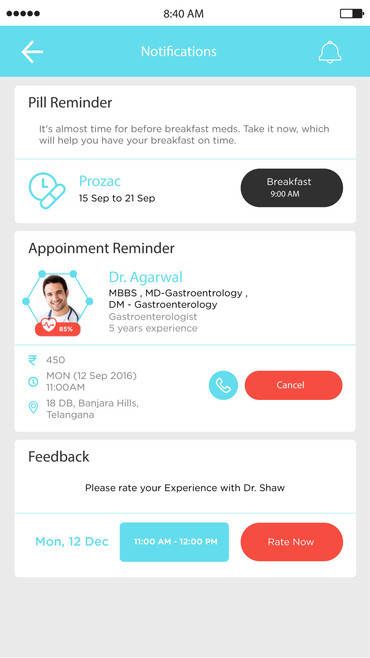 8:40 AM
Notifications
Pill Reminder
It's almost time for before breakfast meds. Take it now, which
will help you have your breakfast on time.
Prozac
15 Sep to 21 Sep
Breakfast
9:00 AM
Appoinment Reminder
Dr. Agarwal
MBBS , MD-Gastroentrology ,
DM - Gastroenterology
Gastroenterologist
5 years experience
85%
₹ 450
MON (12 Sep 2016)
11:00AM
18 DB, Banjara Hills,
Telangana
Cancel
Feedback
Please rate your Experience with Dr. Shaw
Mon, 12 Dec
11:00 AM - 12:00 PM
Rate Now